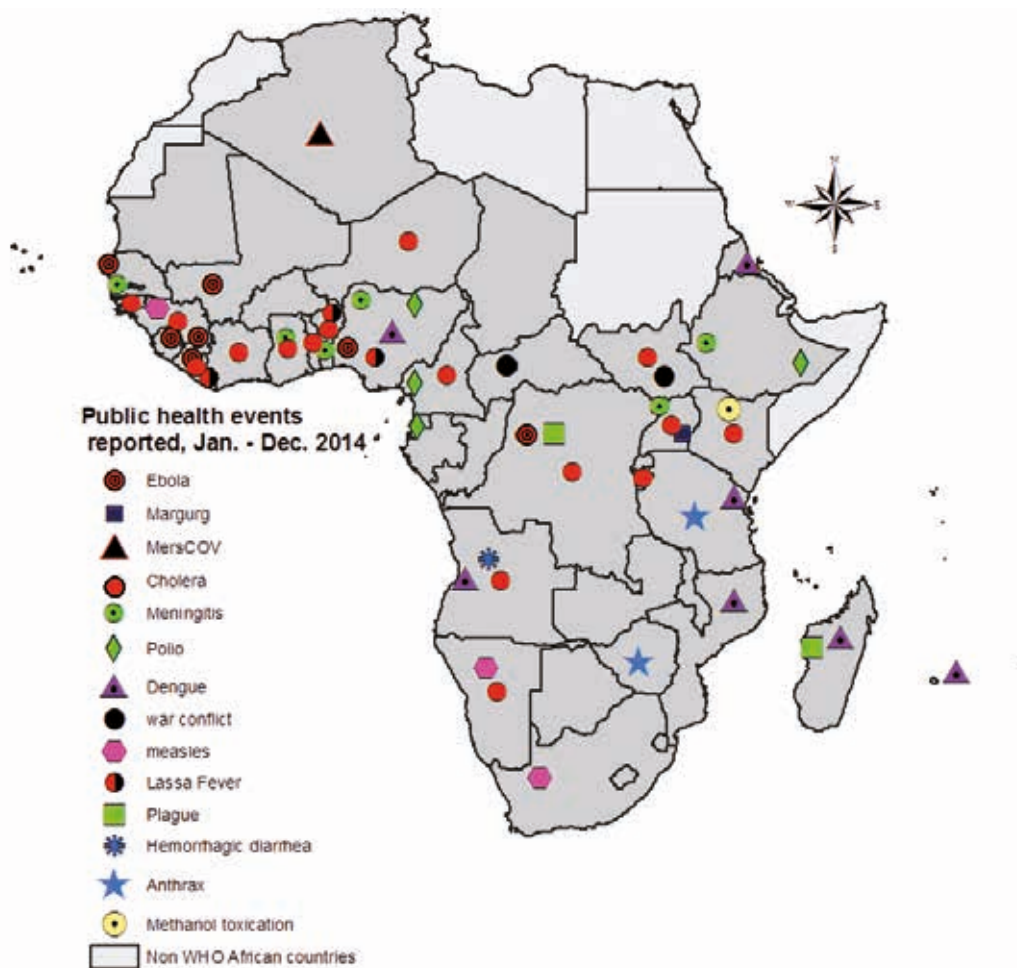 N
W
E
S
Public health events
reported, Jan. - Dec. 2014
Ebola
Margurg
MersCOV
Cholera
Meningitis
Polio
Dengue
war conflict
measles
Lassa Fever
Plague
Hemorrhagic diarrhea
Anthrax
Methanol toxication
Non WHO African countries